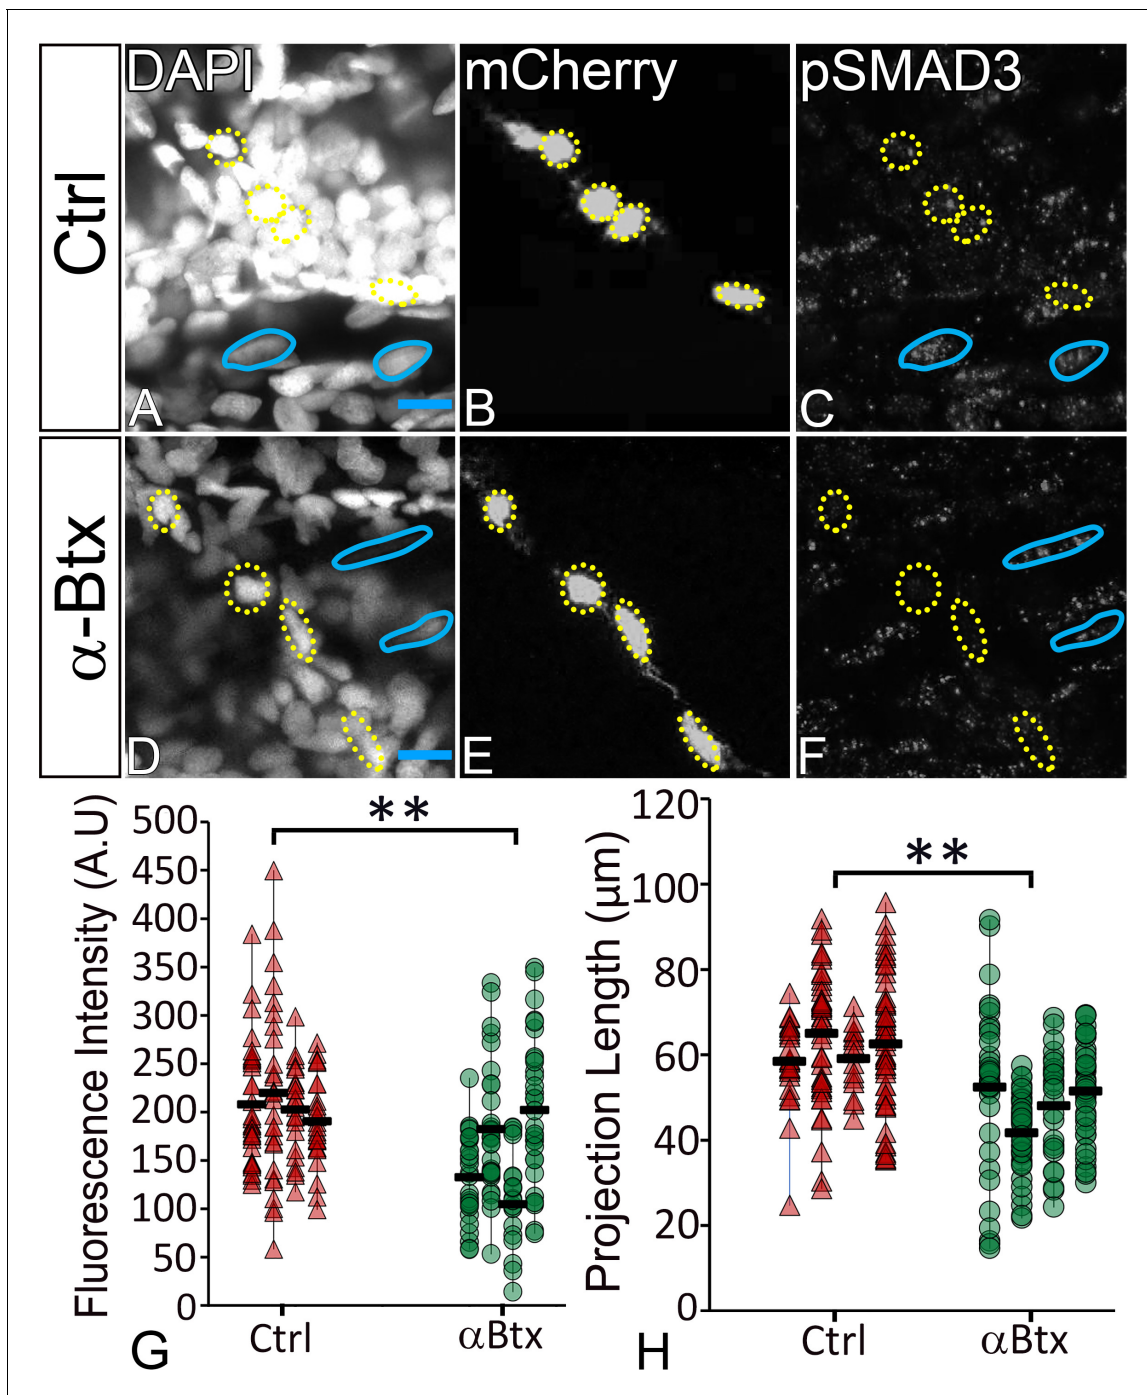 DAPI
mCherry
pSMAD3
Ctrl
A
B
C
α-Btx
D
E
F
**
Fluorescence Intensity (A.U)
500
450
400
350
300
250
200
150
100
50
0
Ctrl
αBtx
G
**
Projection Length (μm)
120
100
80
60
40
20
0
Ctrl
αBtx
H